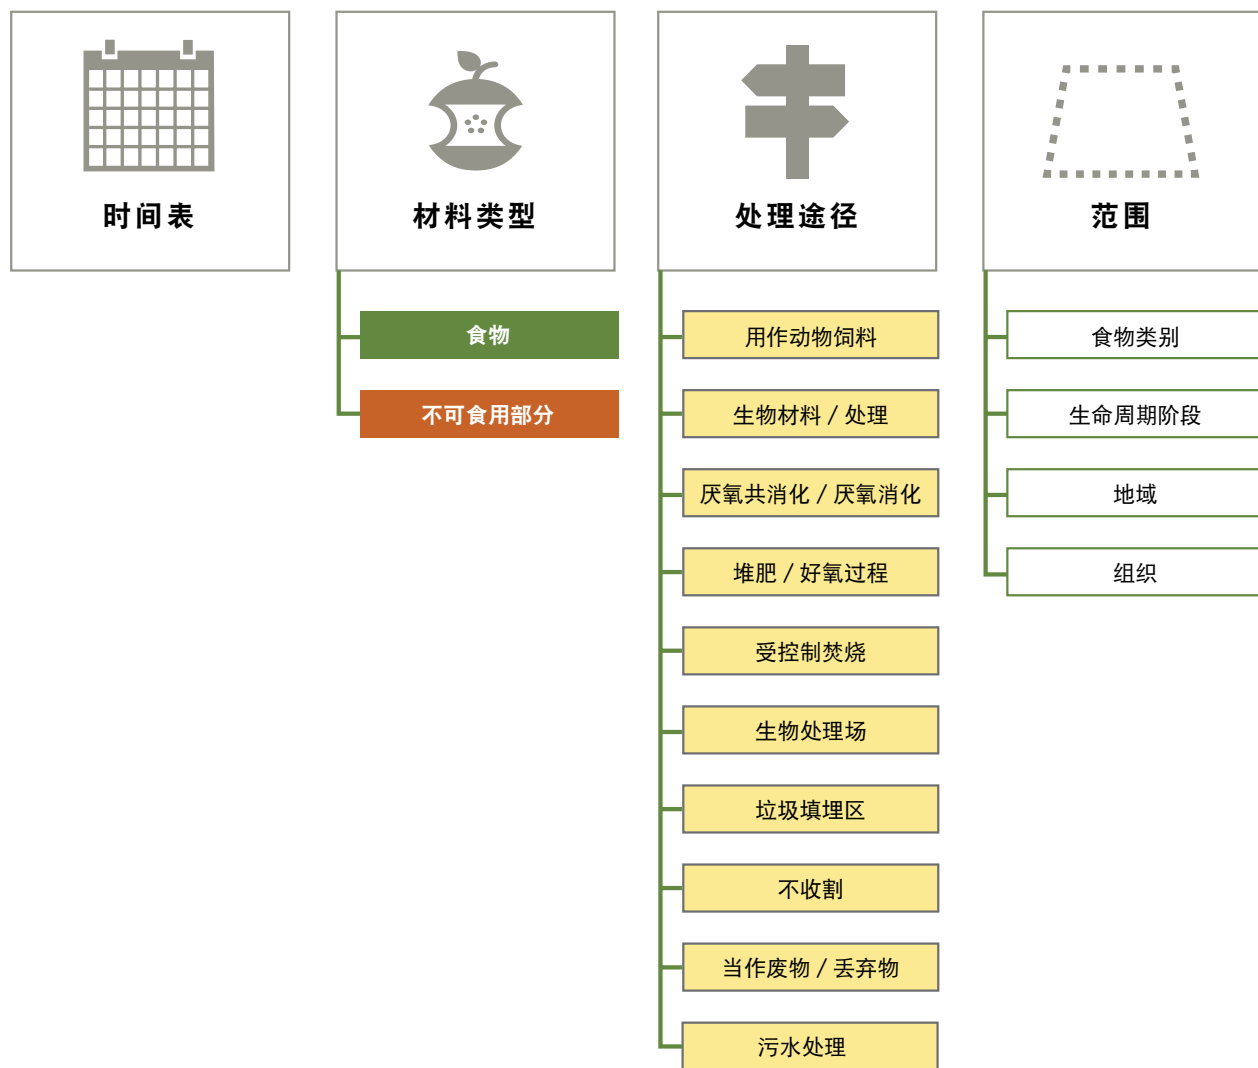 时间表
材料类型
食物
不可食用部分
处理途径
用作动物饲料
生物材料 / 处理
厌氧共消化 / 厌氧消化
堆肥 / 好氧过程
受控制焚烧
生物处理场
垃圾填埋区
不收割
当作废物 / 丢弃物
污水处理
范围
食物类别
生命周期阶段
地域
组织